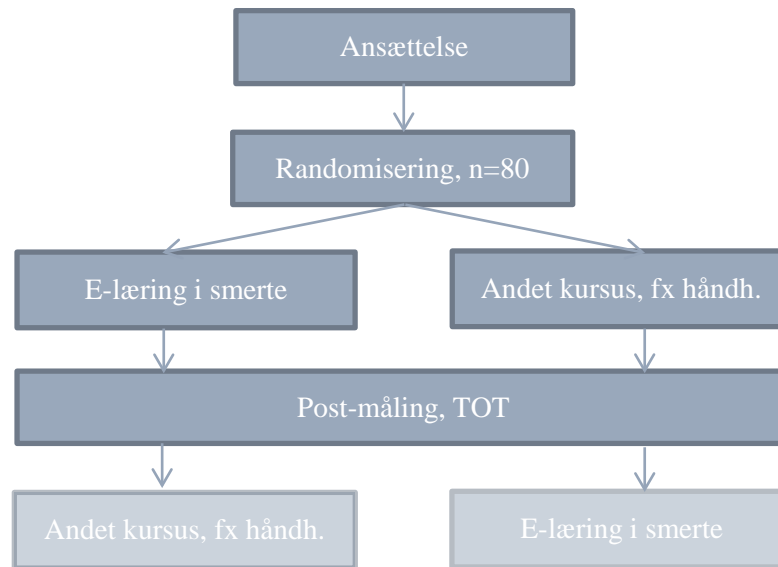 Ansættelse
Randomisering, n=80
E-læring i smerte
Andet kursus, fx håndh.
Post-måling, TOT
Andet kursus, fx håndh.
E-læring i smerte